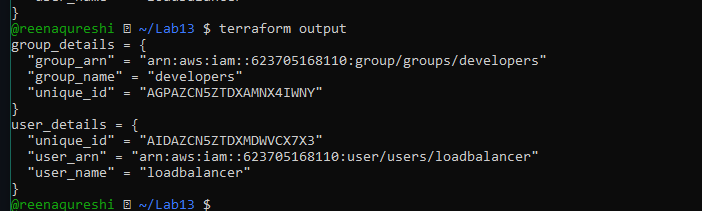 }
@reenaqureshi ~/Lab13 $ terraform output
group_details = {
  "group_arn" = "arn:aws:iam::623705168110:group/groups/developers"
  "group_name" = "developers"
  "unique_id" = "AGPAZCN5ZTDXAMNX4IWNY"
}
user_details = {
  "unique_id" = "AIDAZCN5ZTDXMDWVCX7X3"
  "user_arn" = "arn:aws:iam::623705168110:user/users/loadbalancer"
  "user_name" = "loadbalancer"
}
@reenaqureshi ~/Lab13 $